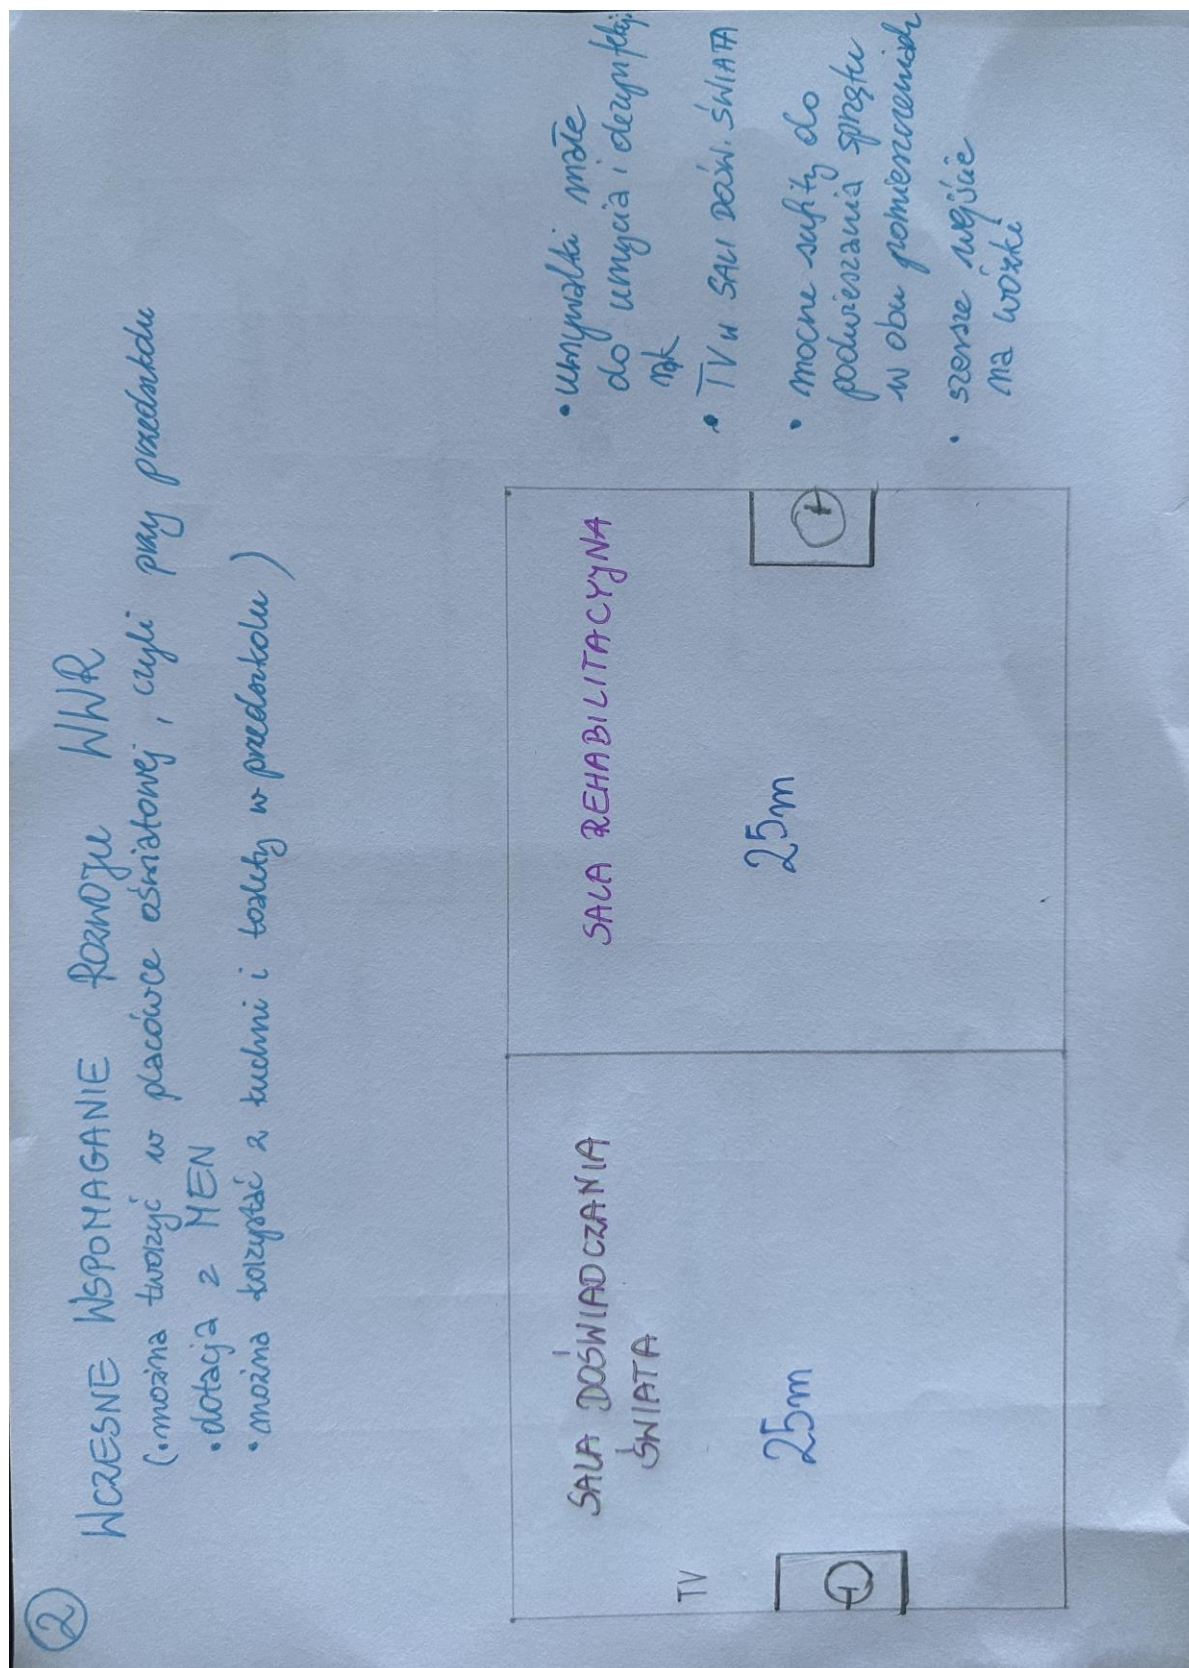 2
WCZESNE WSPOMAGANIE ROZWOJU WWR
(•można tworzyć w placówce oświatowej, czyli przy przedszkolu
•dotacja z MEN
•można korzystać z kuchni i toalety w przedszkolu)
SALA DOŚWIADCZANIA
ŚWIATA
TV
25m
SALA REHABILITACYJNA
25m
•umywalki małe
do umycia i dezynfekcji
rąk
• TV w SALI DOŚW. ŚWIATA
• mocne sufity do
podwieszania sprzętu
w obu pomieszczeniach
• szersze wejście
na wózki